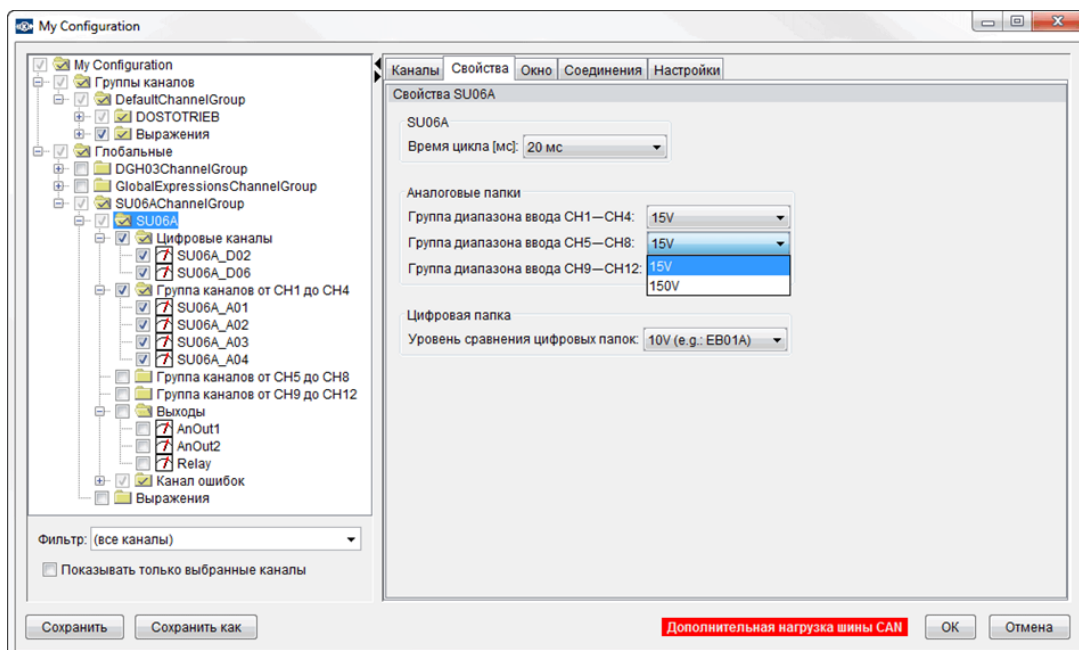 My Configuration
My Configuration
Группы каналов
DefaultChannelGroup
DOSTOTRIEB
Выражения
Глобальные
DGH03ChannelGroup
GlobalExpressionsChannelGroup
SU06AChannelGroup
SU06A
Цифровые каналы
SU06A_D02
SU06A_D06
Группа каналов от CH1 до CH4
SU06A_A01
SU06A_A02
SU06A_A03
SU06A_A04
Группа каналов от CH5 до CH8
Группа каналов от CH9 до CH12
Выходы
AnOut1
AnOut2
Relay
Канал ошибок
Выражения
Фильтр: (все каналы)
Показывать только выбранные каналы
Каналы Свойства Окно Соединения Настройки
Свойства SU06A
SU06A
Время цикла [мс]: 20 мс
Аналоговые папки
Группа диапазона ввода CH1—CH4: 15V
Группа диапазона ввода CH5—CH8: 15V
Группа диапазона ввода CH9—CH12: 15V
150V
Цифровая папка
Уровень сравнения цифровых папок: 10V (e.g.: EB01A)
Сохранить Сохранить как Дополнительная нагрузка шины CAN ОК Отмена